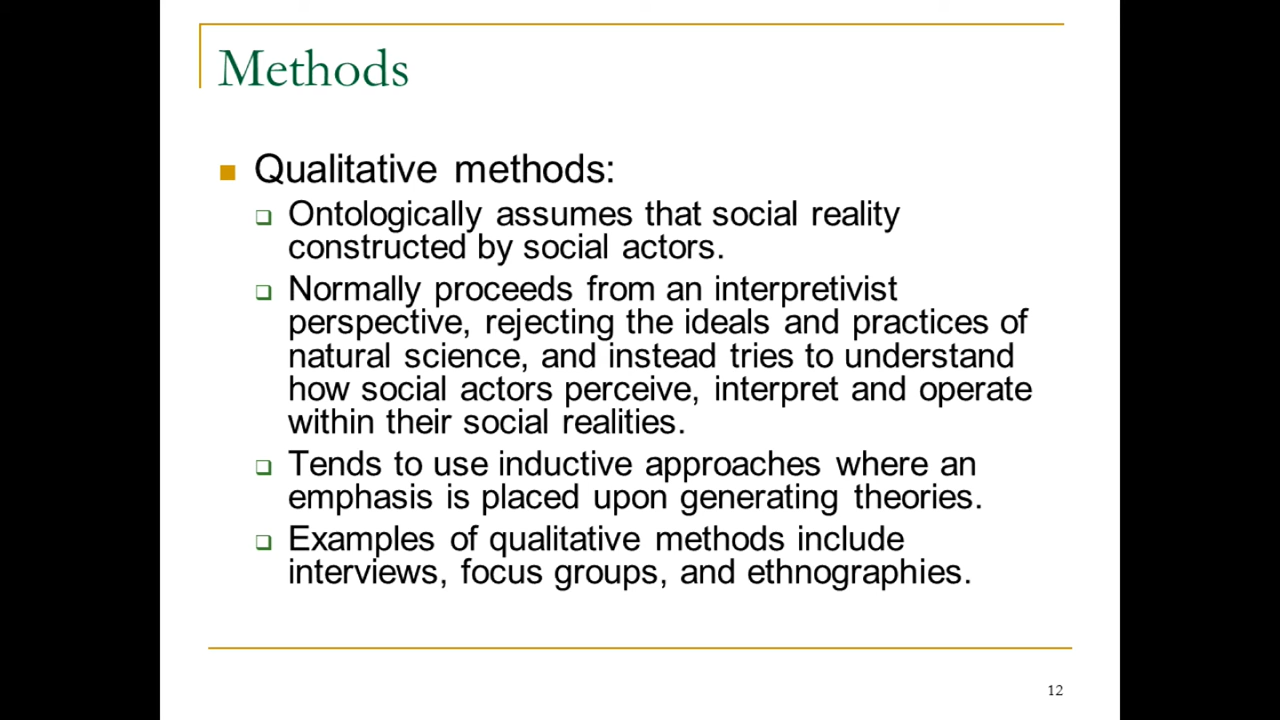 Methods
Qualitative methods:
Ontologically assumes that social reality
constructed by social actors.
Normally proceeds from an interpretivist
perspective, rejecting the ideals and practices of
natural science, and instead tries to understand
how social actors perceive, interpret and operate
within their social realities.
Tends to use inductive approaches where an
emphasis is placed upon generating theories.
Examples of qualitative methods include
interviews, focus groups, and ethnographies.
12